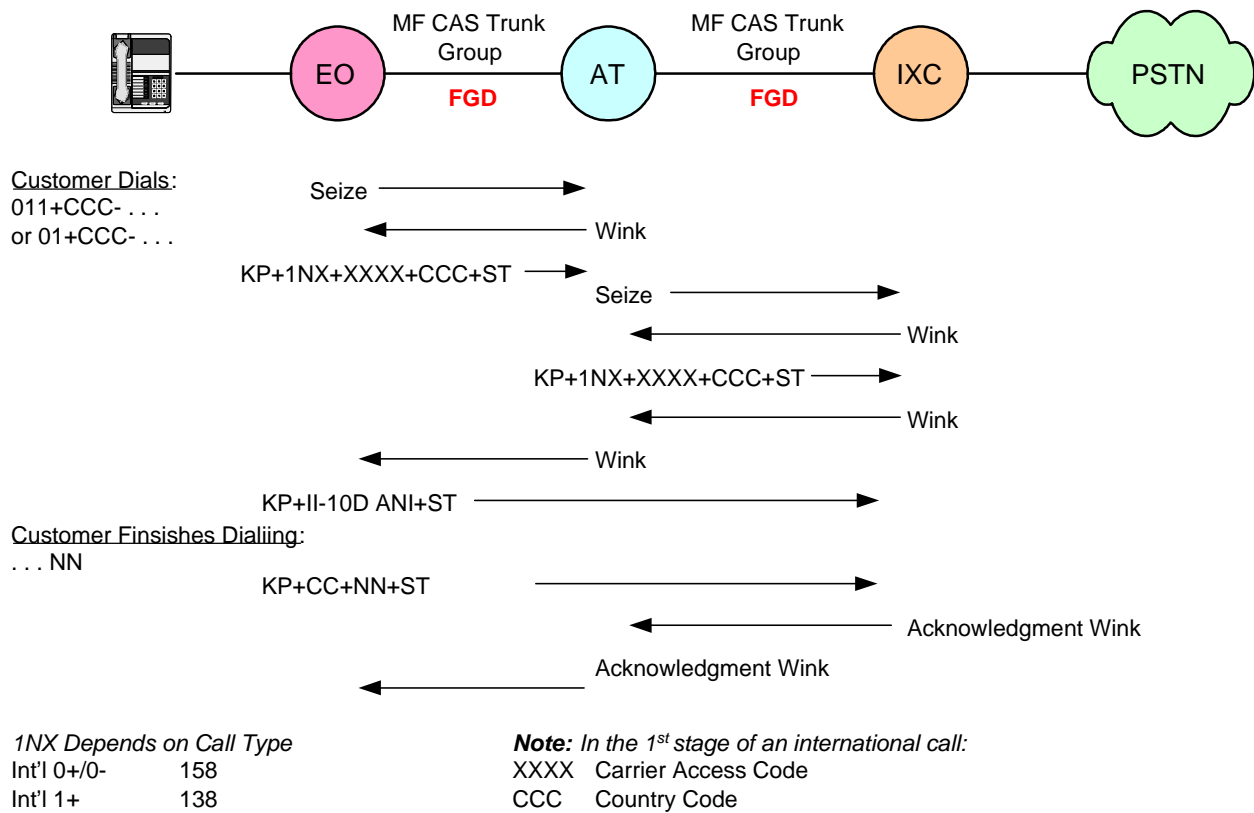 MF CAS Trunk
Group
MF CAS Trunk
Group
EO
AT
IXC
PSTN
FGD
FGD
Customer Dials:
011+CCC- . . .
or 01+CCC- . . .
Seize
Wink
KP+1NX+XXXX+CCC+ST
Seize
Wink
KP+1NX+XXXX+CCC+ST
Wink
Wink
KP+II-10D ANI+ST
Customer Finsishes Dialiing:
. . . NN
KP+CC+NN+ST
Acknowledgment Wink
Acknowledgment Wink
1NX Depends on Call Type
Int'l 0+/0- 158
Int'l 1+ 138
Note: In the 1st stage of an international call:
XXXX Carrier Access Code
CCC Country Code